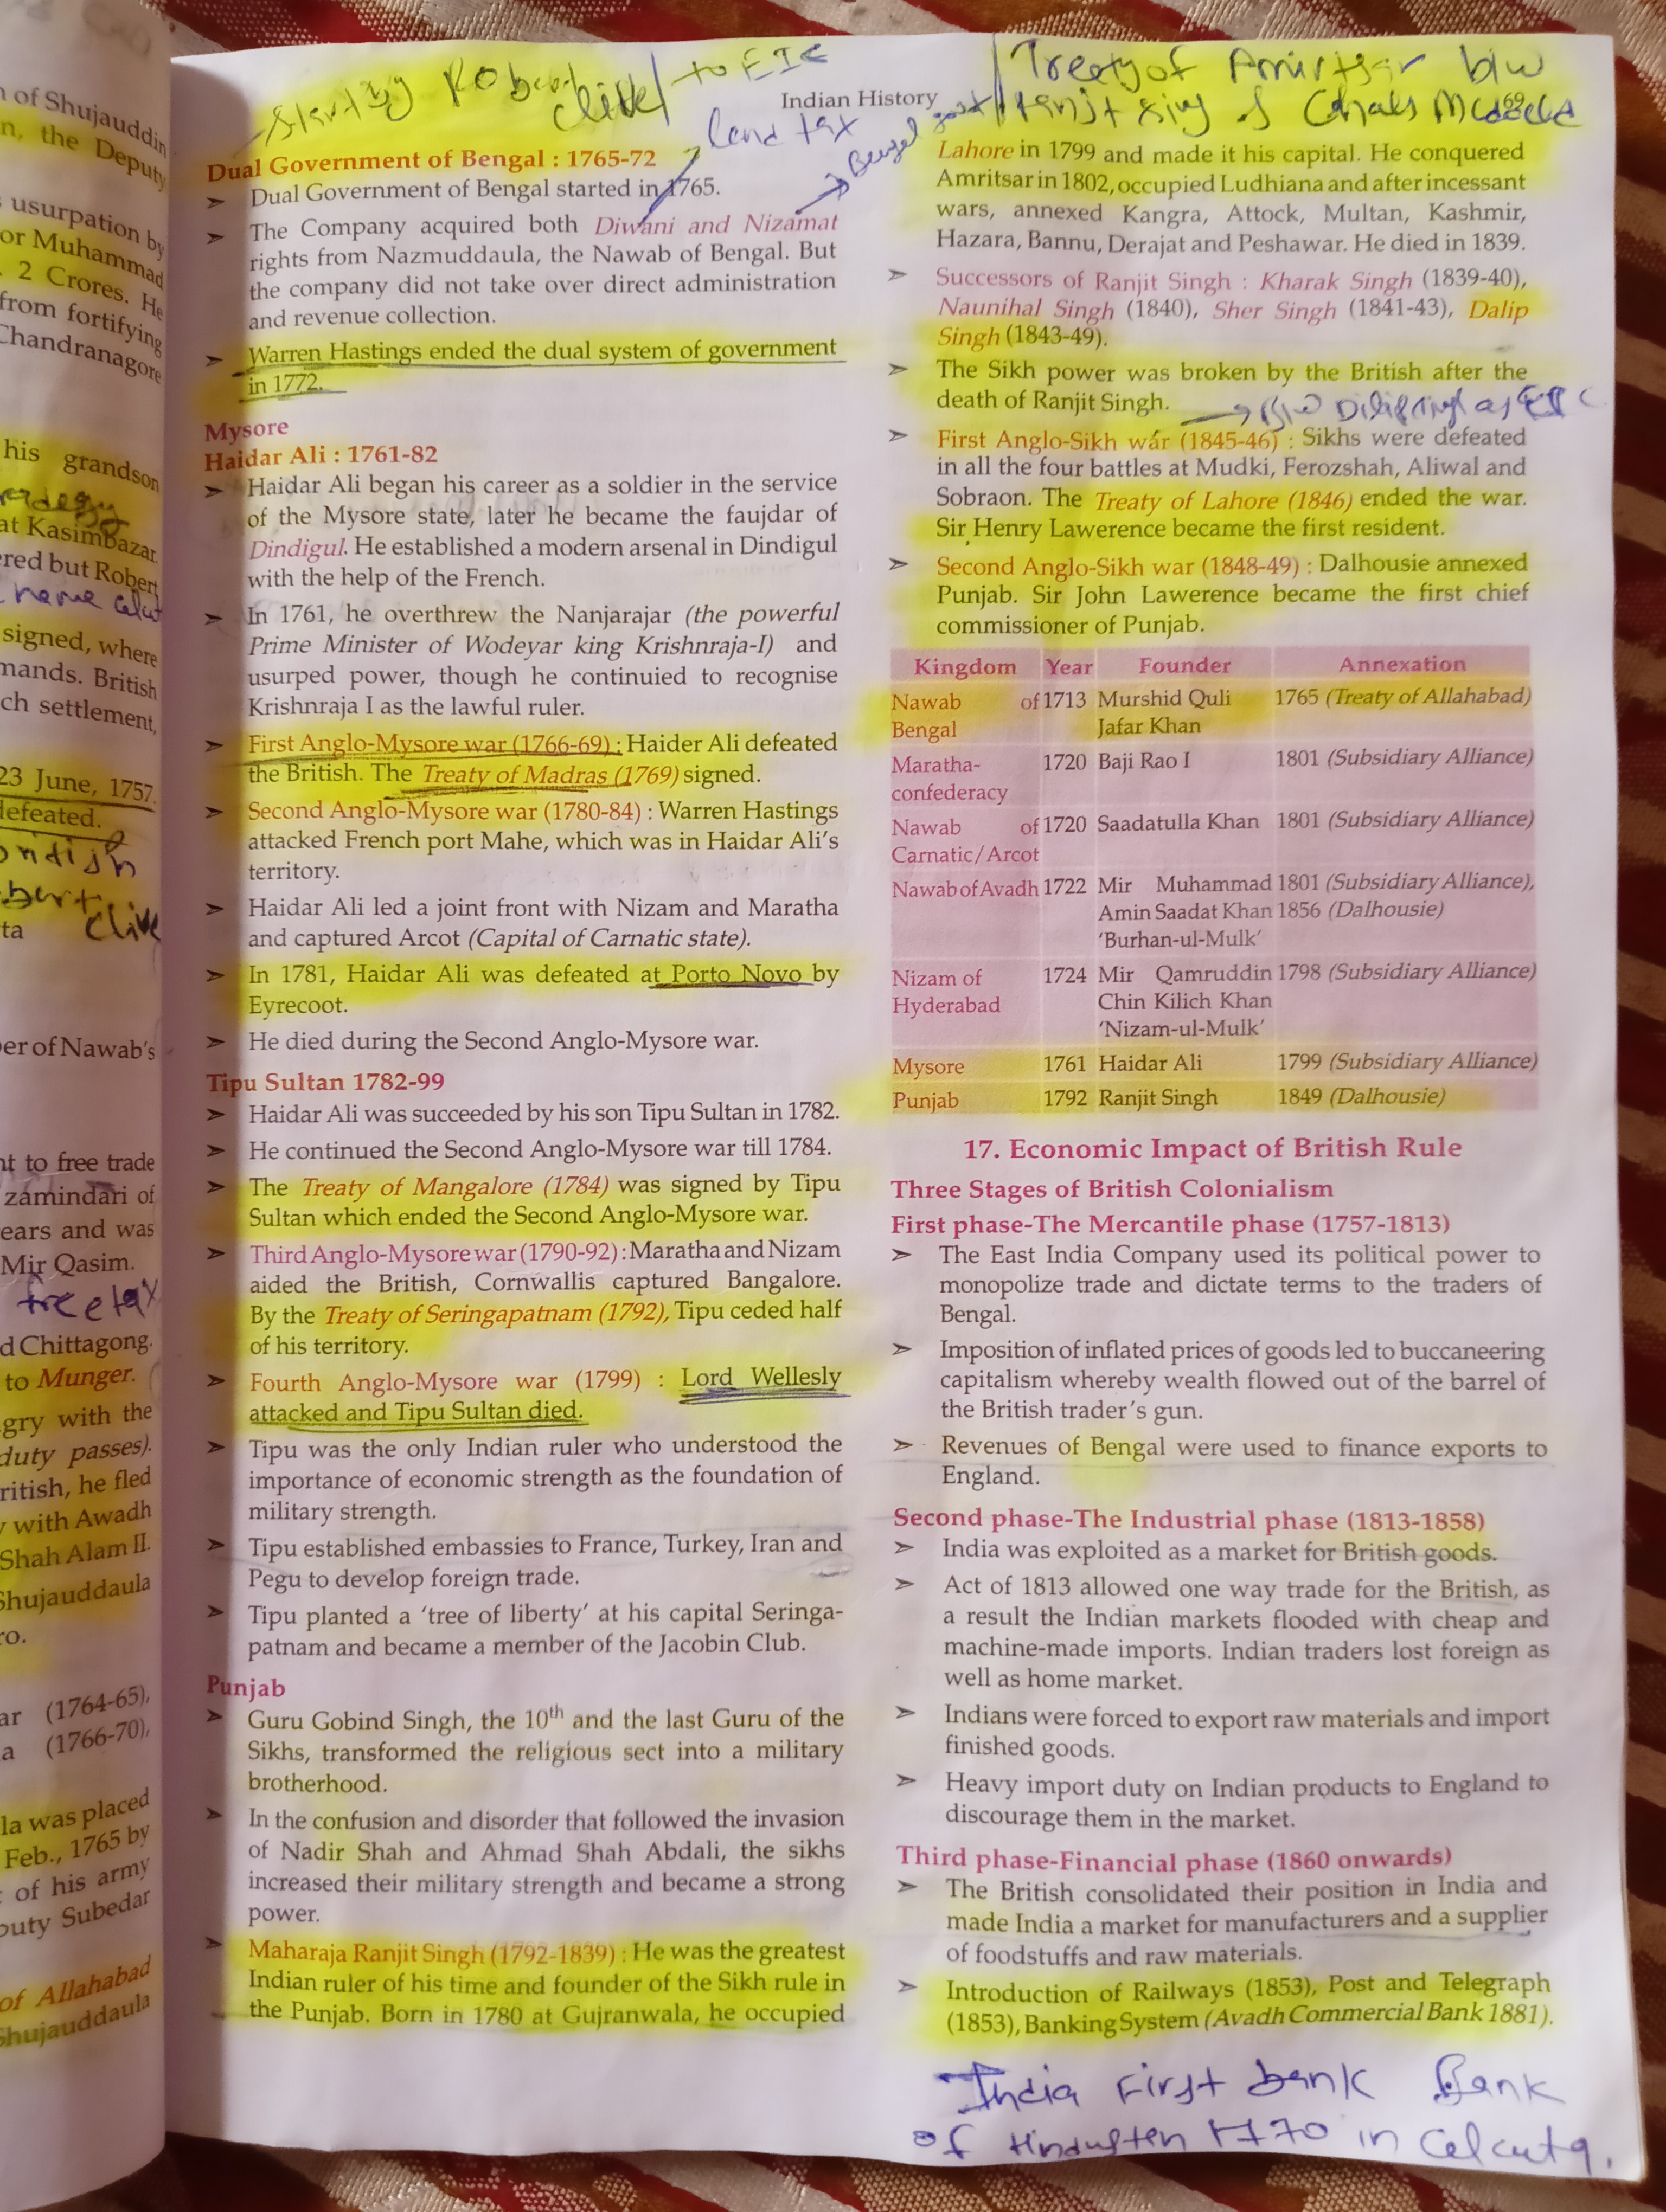 of Shujauddin
n, the Deputy
usurpation by
or Muhammad
2 Crores. He
from fortifying
Chandranagore
his grandson
at Kasimbazar.
red but Robert
name
signed, where
mands. British
ch settlement,
23 June, 1757.
defeated.
ta Clive
er of Nawab's
nt to free trade
zamindari of
ears and was
Mir Qasim.
free tax
d Chittagong.
to Munger.
gry with the
duty passes).
ritish, he fled
with Awadh
Shah Alam II.
Shujauddaula
ro.
ar (1764-65),
a (1766-70),
la was placed
Feb., 1765 by
of his army
puty Subedar
of Allahabad
Shujauddaula
Start by Robert Clive to EIC
Indian History
69
land tax
Bengal
Treaty of Amirtsar b/w
Ranjit sing &
Dual Government of Bengal : 1765-72
➢ Dual Government of Bengal started in 1765.
➢ The Company acquired both Diwani and Nizamat
rights from Nazmuddaula, the Nawab of Bengal. But
the company did not take over direct administration
and revenue collection.
➢ Warren Hastings ended the dual system of government
in 1772.
Mysore
Haidar Ali : 1761-82
➢ Haidar Ali began his career as a soldier in the service
of the Mysore state, later he became the faujdar of
Dindigul. He established a modern arsenal in Dindigul
with the help of the French.
➢ In 1761, he overthrew the Nanjarajar (the powerful
Prime Minister of Wodeyar king Krishnraja-I) and
usurped power, though he continuied to recognise
Krishnraja I as the lawful ruler.
➢ First Anglo-Mysore war (1766-69) : Haider Ali defeated
the British. The Treaty of Madras (1769) signed.
➢ Second Anglo-Mysore war (1780-84) : Warren Hastings
attacked French port Mahe, which was in Haidar Ali's
territory.
➢ Haidar Ali led a joint front with Nizam and Maratha
and captured Arcot (Capital of Carnatic state).
➢ In 1781, Haidar Ali was defeated at Porto Novo by
Eyrecoot.
➢ He died during the Second Anglo-Mysore war.
Tipu Sultan 1782-99
➢ Haidar Ali was succeeded by his son Tipu Sultan in 1782.
➢ He continued the Second Anglo-Mysore war till 1784.
➢ The Treaty of Mangalore (1784) was signed by Tipu
Sultan which ended the Second Anglo-Mysore war.
➢ Third Anglo-Mysore war (1790-92) : Maratha and Nizam
aided the British, Cornwallis captured Bangalore.
By the Treaty of Seringapatnam (1792), Tipu ceded half
of his territory.
➢ Fourth Anglo-Mysore war (1799) : Lord Wellesly
attacked and Tipu Sultan died.
➢ Tipu was the only Indian ruler who understood the
importance of economic strength as the foundation of
military strength.
➢ Tipu established embassies to France, Turkey, Iran and
Pegu to develop foreign trade.
➢ Tipu planted a 'tree of liberty' at his capital Seringa-
patnam and became a member of the Jacobin Club.
Punjab
➢ Guru Gobind Singh, the 10th and the last Guru of the
Sikhs, transformed the religious sect into a military
brotherhood.
➢ In the confusion and disorder that followed the invasion
of Nadir Shah and Ahmad Shah Abdali, the sikhs
increased their military strength and became a strong
power.
➢ Maharaja Ranjit Singh (1792-1839) : He was the greatest
Indian ruler of his time and founder of the Sikh rule in
the Punjab. Born in 1780 at Gujranwala, he occupied
Lahore in 1799 and made it his capital. He conquered
Amritsar in 1802, occupied Ludhiana and after incessant
wars, annexed Kangra, Attock, Multan, Kashmir,
Hazara, Bannu, Derajat and Peshawar. He died in 1839.
➢ Successors of Ranjit Singh : Kharak Singh (1839-40),
Naunihal Singh (1840), Sher Singh (1841-43), Dalip
Singh (1843-49).
➢ The Sikh power was broken by the British after the
death of Ranjit Singh.
➢ First Anglo-Sikh war (1845-46) : Sikhs were defeated
in all the four battles at Mudki, Ferozshah, Aliwal and
Sobraon. The Treaty of Lahore (1846) ended the war.
Sir Henry Lawerence became the first resident.
➢ Second Anglo-Sikh war (1848-49) : Dalhousie annexed
Punjab. Sir John Lawerence became the first chief
commissioner of Punjab.
Kingdom Year Founder Annexation
Nawab of 1713 Murshid Quli 1765 (Treaty of Allahabad)
Bengal Jafar Khan
Maratha- 1720 Baji Rao I 1801 (Subsidiary Alliance)
confederacy
Nawab of 1720 Saadatulla Khan 1801 (Subsidiary Alliance)
Carnatic/Arcot
Nawab of Avadh 1722 Mir Muhammad 1801 (Subsidiary Alliance),
Amin Saadat Khan 1856 (Dalhousie)
'Burhan-ul-Mulk'
Nizam of 1724 Mir Qamruddin 1798 (Subsidiary Alliance)
Hyderabad Chin Kilich Khan
'Nizam-ul-Mulk'
Mysore 1761 Haidar Ali 1799 (Subsidiary Alliance)
Punjab 1792 Ranjit Singh 1849 (Dalhousie)
17. Economic Impact of British Rule
Three Stages of British Colonialism
First phase-The Mercantile phase (1757-1813)
➢ The East India Company used its political power to
monopolize trade and dictate terms to the traders of
Bengal.
➢ Imposition of inflated prices of goods led to buccaneering
capitalism whereby wealth flowed out of the barrel of
the British trader's gun.
➢ Revenues of Bengal were used to finance exports to
England.
Second phase-The Industrial phase (1813-1858)
➢ India was exploited as a market for British goods.
➢ Act of 1813 allowed one way trade for the British, as
a result the Indian markets flooded with cheap and
machine-made imports. Indian traders lost foreign as
well as home market.
➢ Indians were forced to export raw materials and import
finished goods.
➢ Heavy import duty on Indian products to England to
discourage them in the market.
Third phase-Financial phase (1860 onwards)
➢ The British consolidated their position in India and
made India a market for manufacturers and a supplier
of foodstuffs and raw materials.
➢ Introduction of Railways (1853), Post and Telegraph
(1853), Banking System (Avadh Commercial Bank 1881).
India First bank Bank
of Hindusten 1770 in Calcutta.